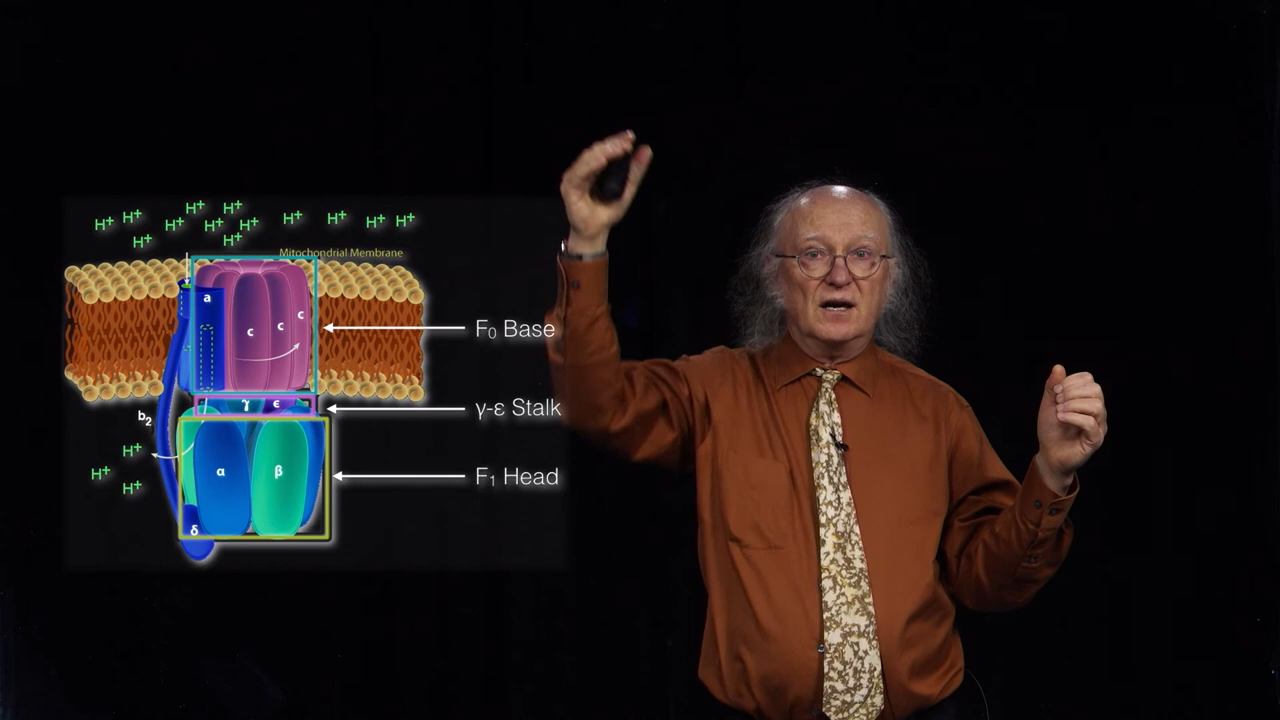 H⁺ H⁺ H⁺ H⁺ H⁺ H⁺ H⁺ H⁺ H⁺ H⁺ H⁺ H⁺ H⁺
Mitochondrial Membrane
a
c c c
F₀ Base
γ ε
γ-ε Stalk
b₂
H⁺
H⁺
H⁺
α β
F₁ Head
δ